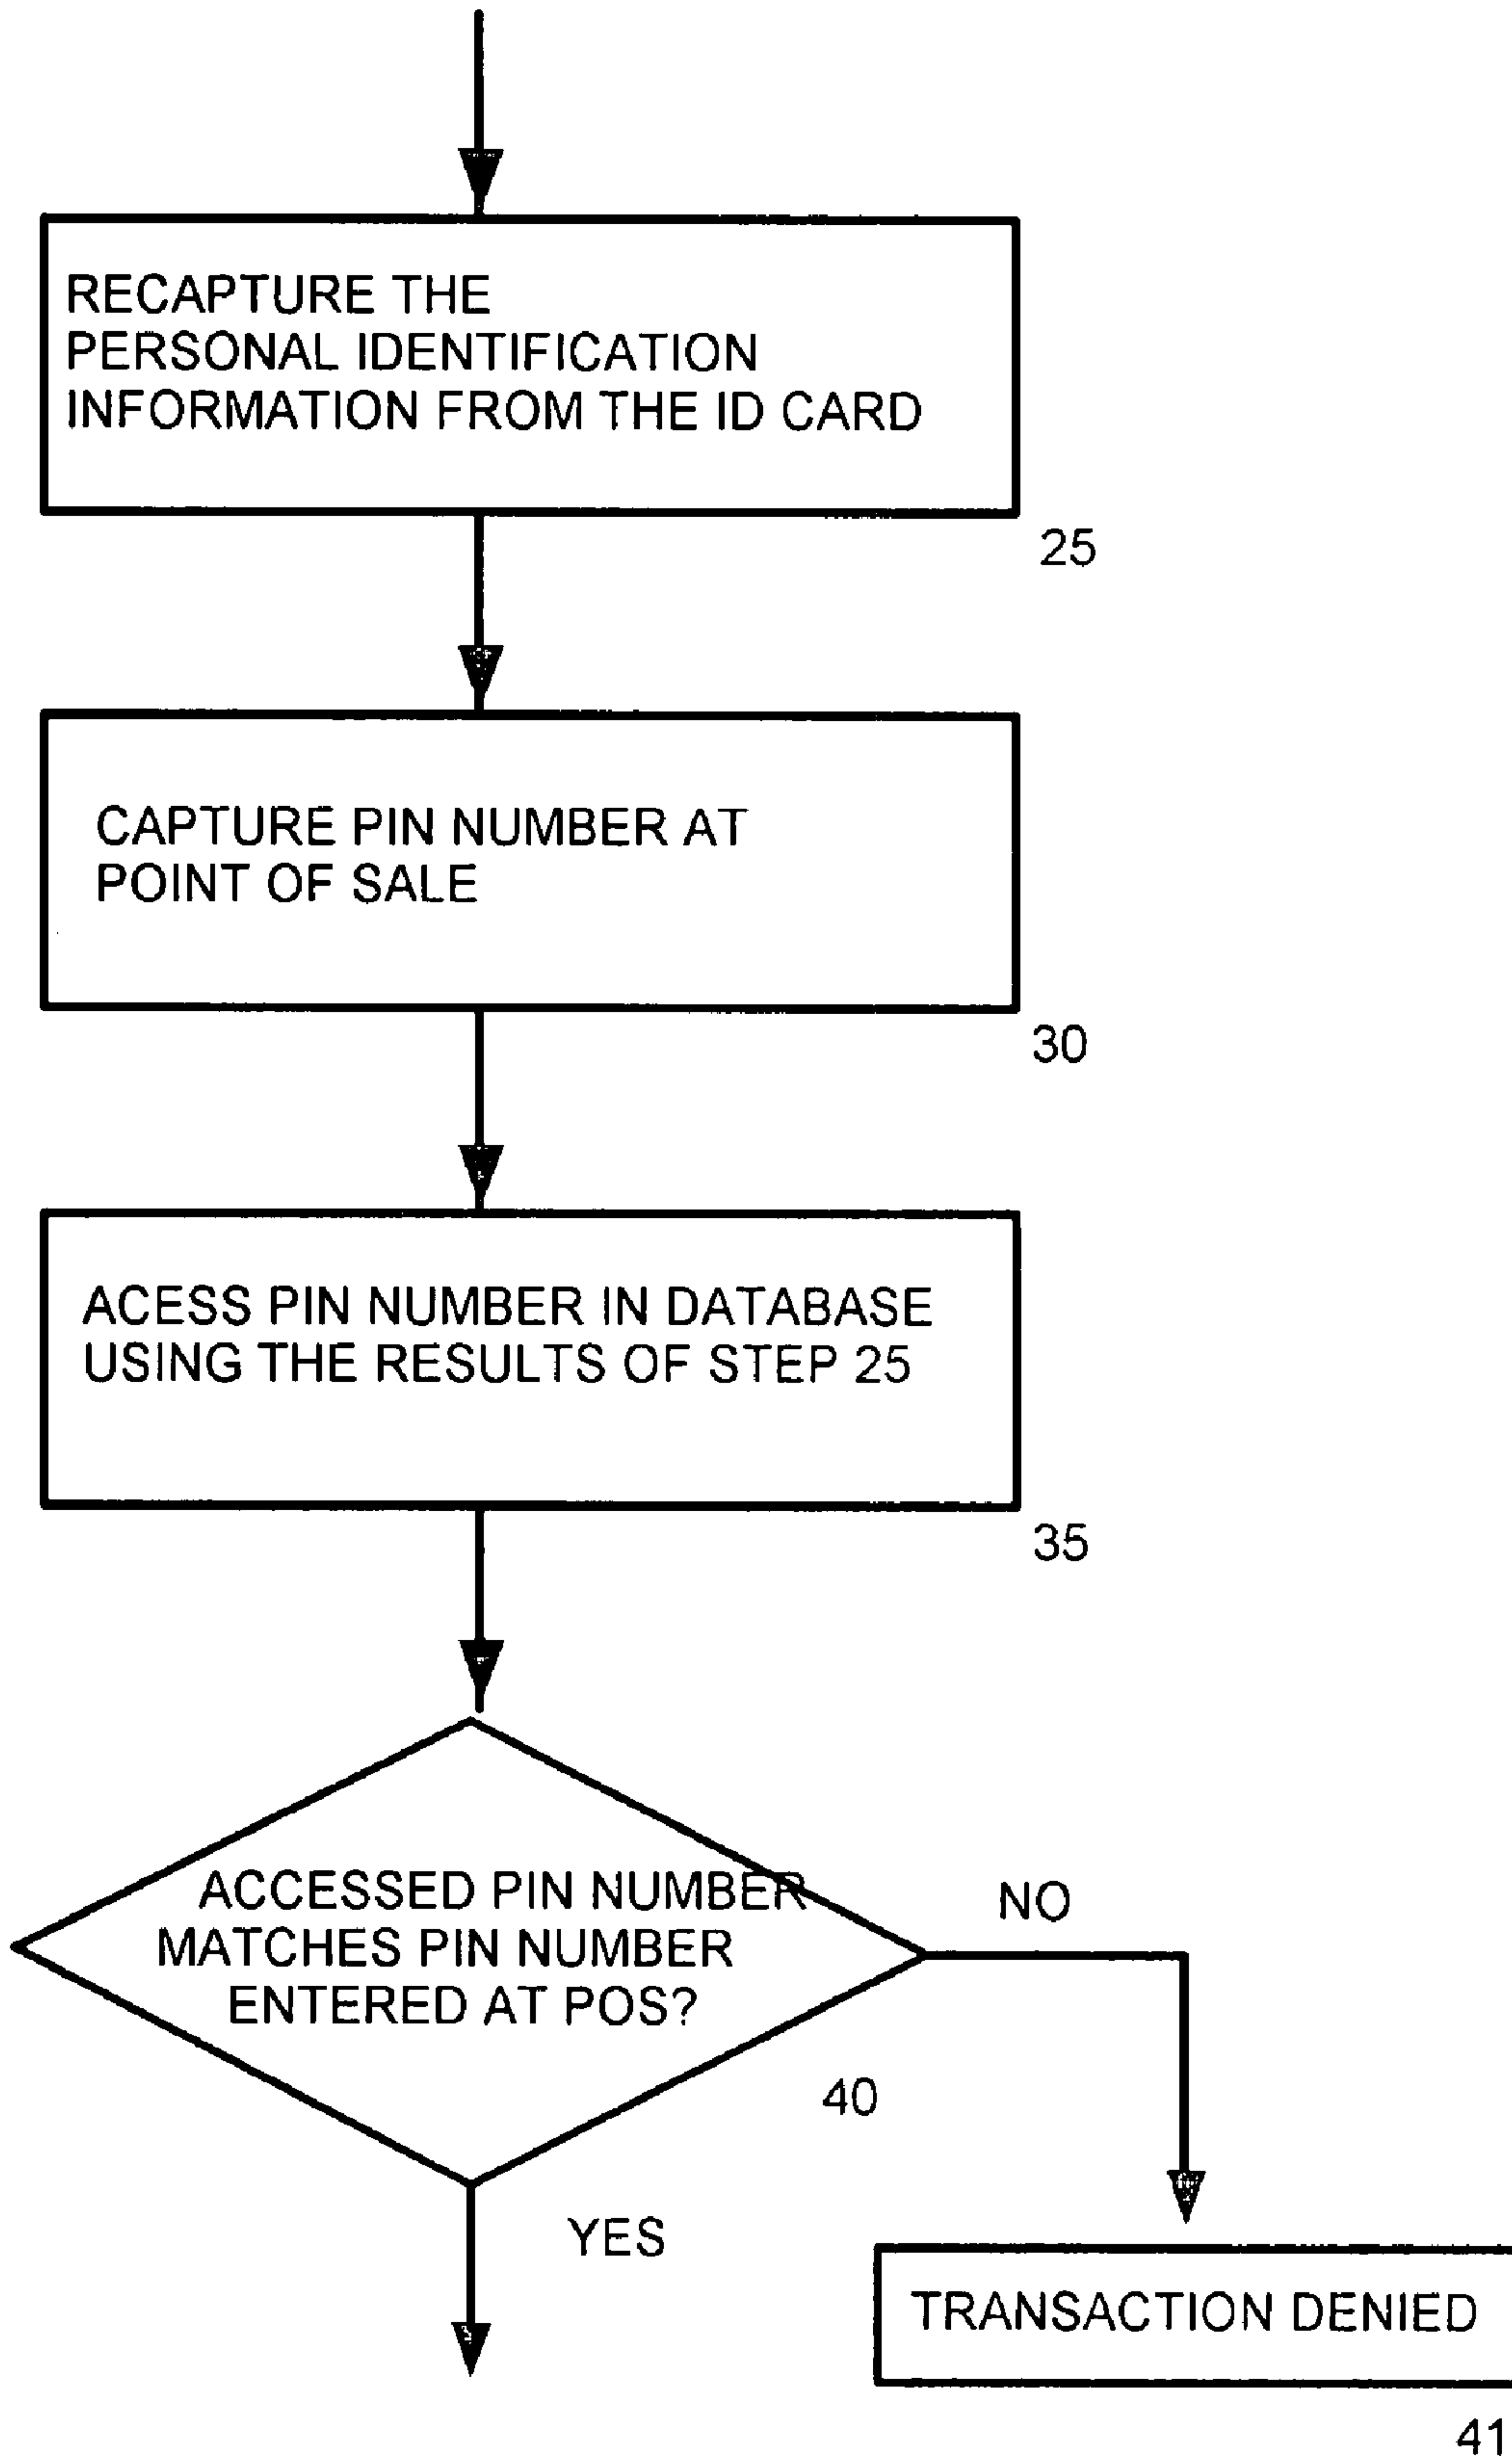 RECAPTURE THE
PERSONAL IDENTIFICATION
INFORMATION FROM THE ID CARD
25
CAPTURE PIN NUMBER AT
POINT OF SALE
30
ACESS PIN NUMBER IN DATABASE
USING THE RESULTS OF STEP 25
35
ACCESSED PIN NUMBER
MATCHES PIN NUMBER
ENTERED AT POS?
NO
40
YES
TRANSACTION DENIED
41